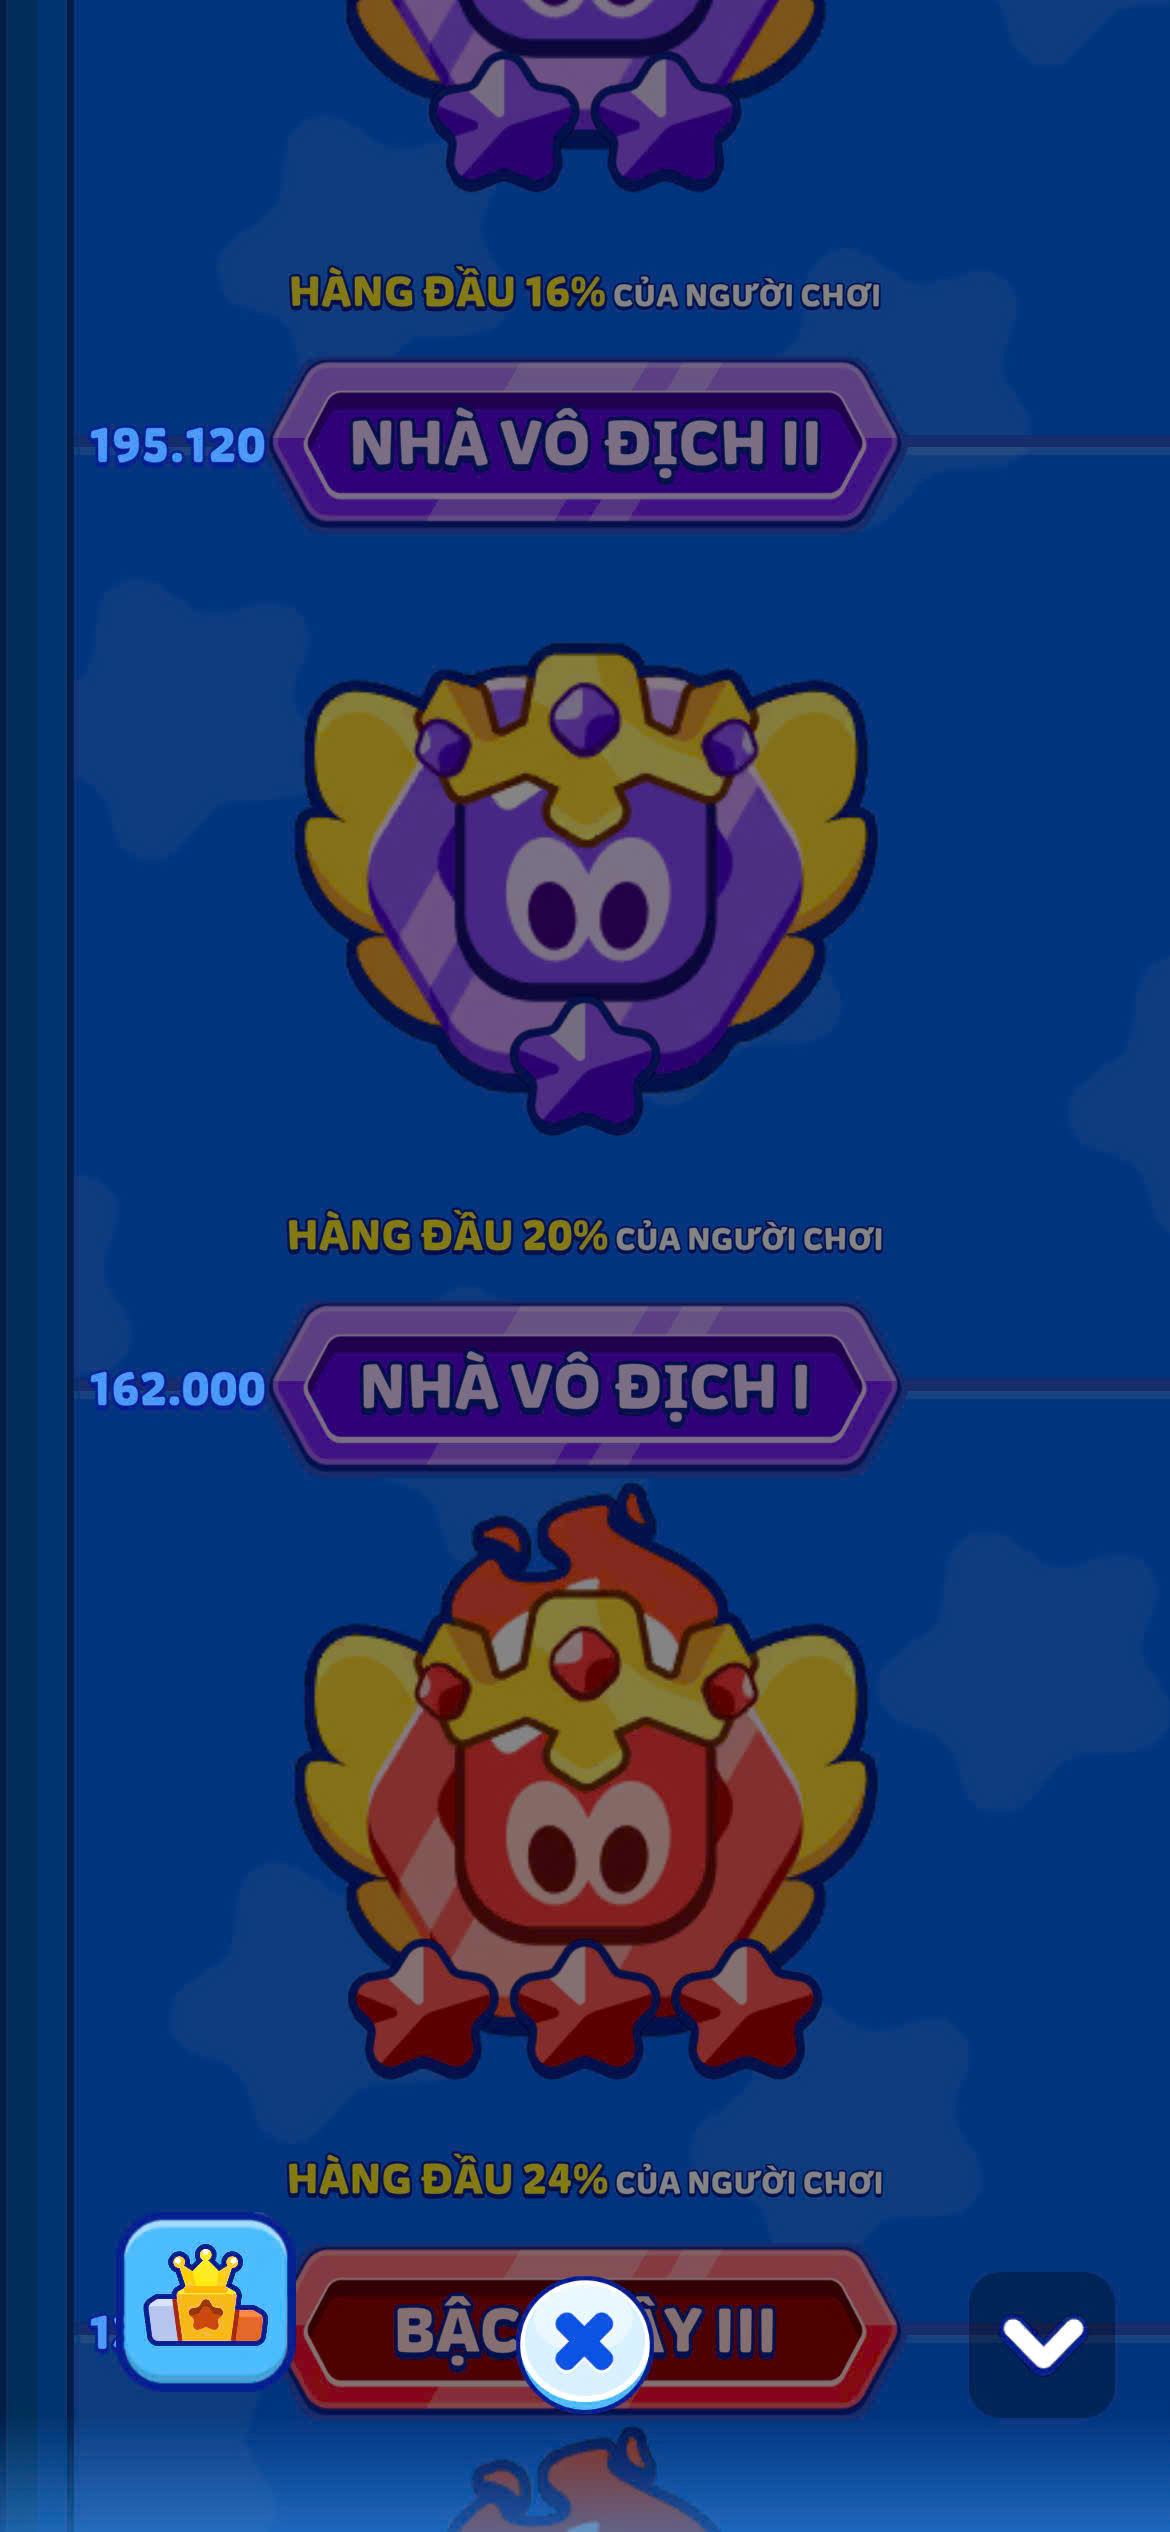 HÀNG ĐẦU 16% CỦA NGƯỜI CHƠI
195.120 NHÀ VÔ ĐỊCH II
HÀNG ĐẦU 20% CỦA NGƯỜI CHƠI
162.000 NHÀ VÔ ĐỊCH I
HÀNG ĐẦU 24% CỦA NGƯỜI CHƠI
III